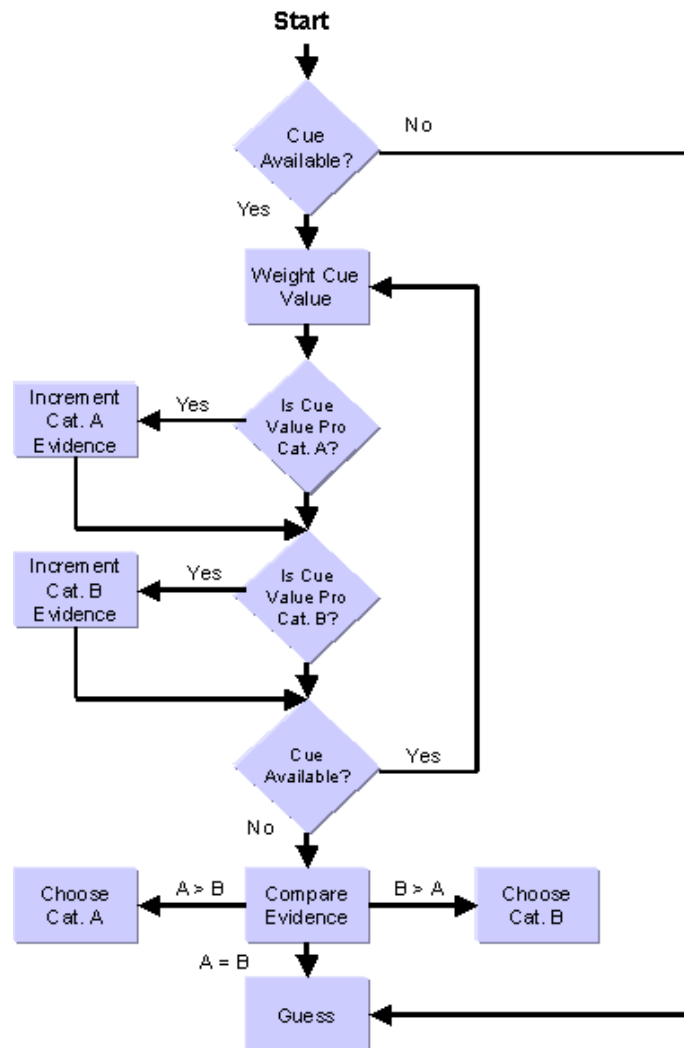 Start
Cue
Available?
No
Yes
Weight Cue
Value
Increment
Cat. A
Evidence
Yes
Is Cue
Value Pro
Cat. A?
Increment
Cat. B
Evidence
Yes
Is Cue
Value Pro
Cat. B?
Cue
Available?
Yes
No
Choose
Cat. A
A > B
Compare
Evidence
B > A
Choose
Cat. B
A = B
Guess